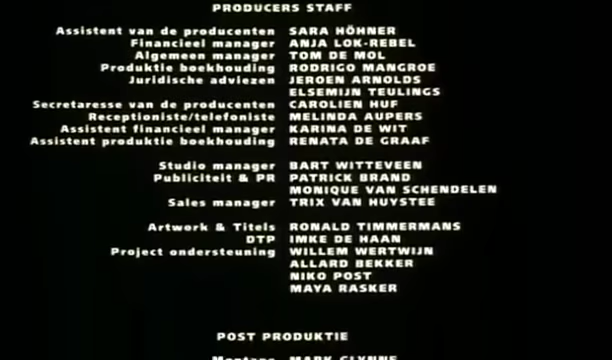 PRODUCERS STAFF
Assistent van de producenten SARA HÖHNER
Financieel manager ANJA LOK-REBEL
Algemeen manager TOM DE MOL
Produktie boekhouding RODRIGO MANGROE
Juridische adviezen JEROEN ARNOLDS
ELSEMIJN TEULINGS
Secretaresse van de producenten CAROLIEN HUF
Receptioniste/telefoniste MELINDA AUPERS
Assistent financieel manager KARINA DE WIT
Assistent produktie boekhouding RENATA DE GRAAF
Studio manager BART WITTEVEEN
Publiciteit & PR PATRICK BRAND
MONIQUE VAN SCHENDELEN
Sales manager TRIX VAN HUYSTEE
Artwork & Titels RONALD TIMMERMANS
DTP IMKE DE HAAN
Project ondersteuning WILLEM WERTWIJN
ALLARD BEKKER
NIKO POST
MAYA RASKER
POST PRODUKTIE
Montage MARK GLYNNE